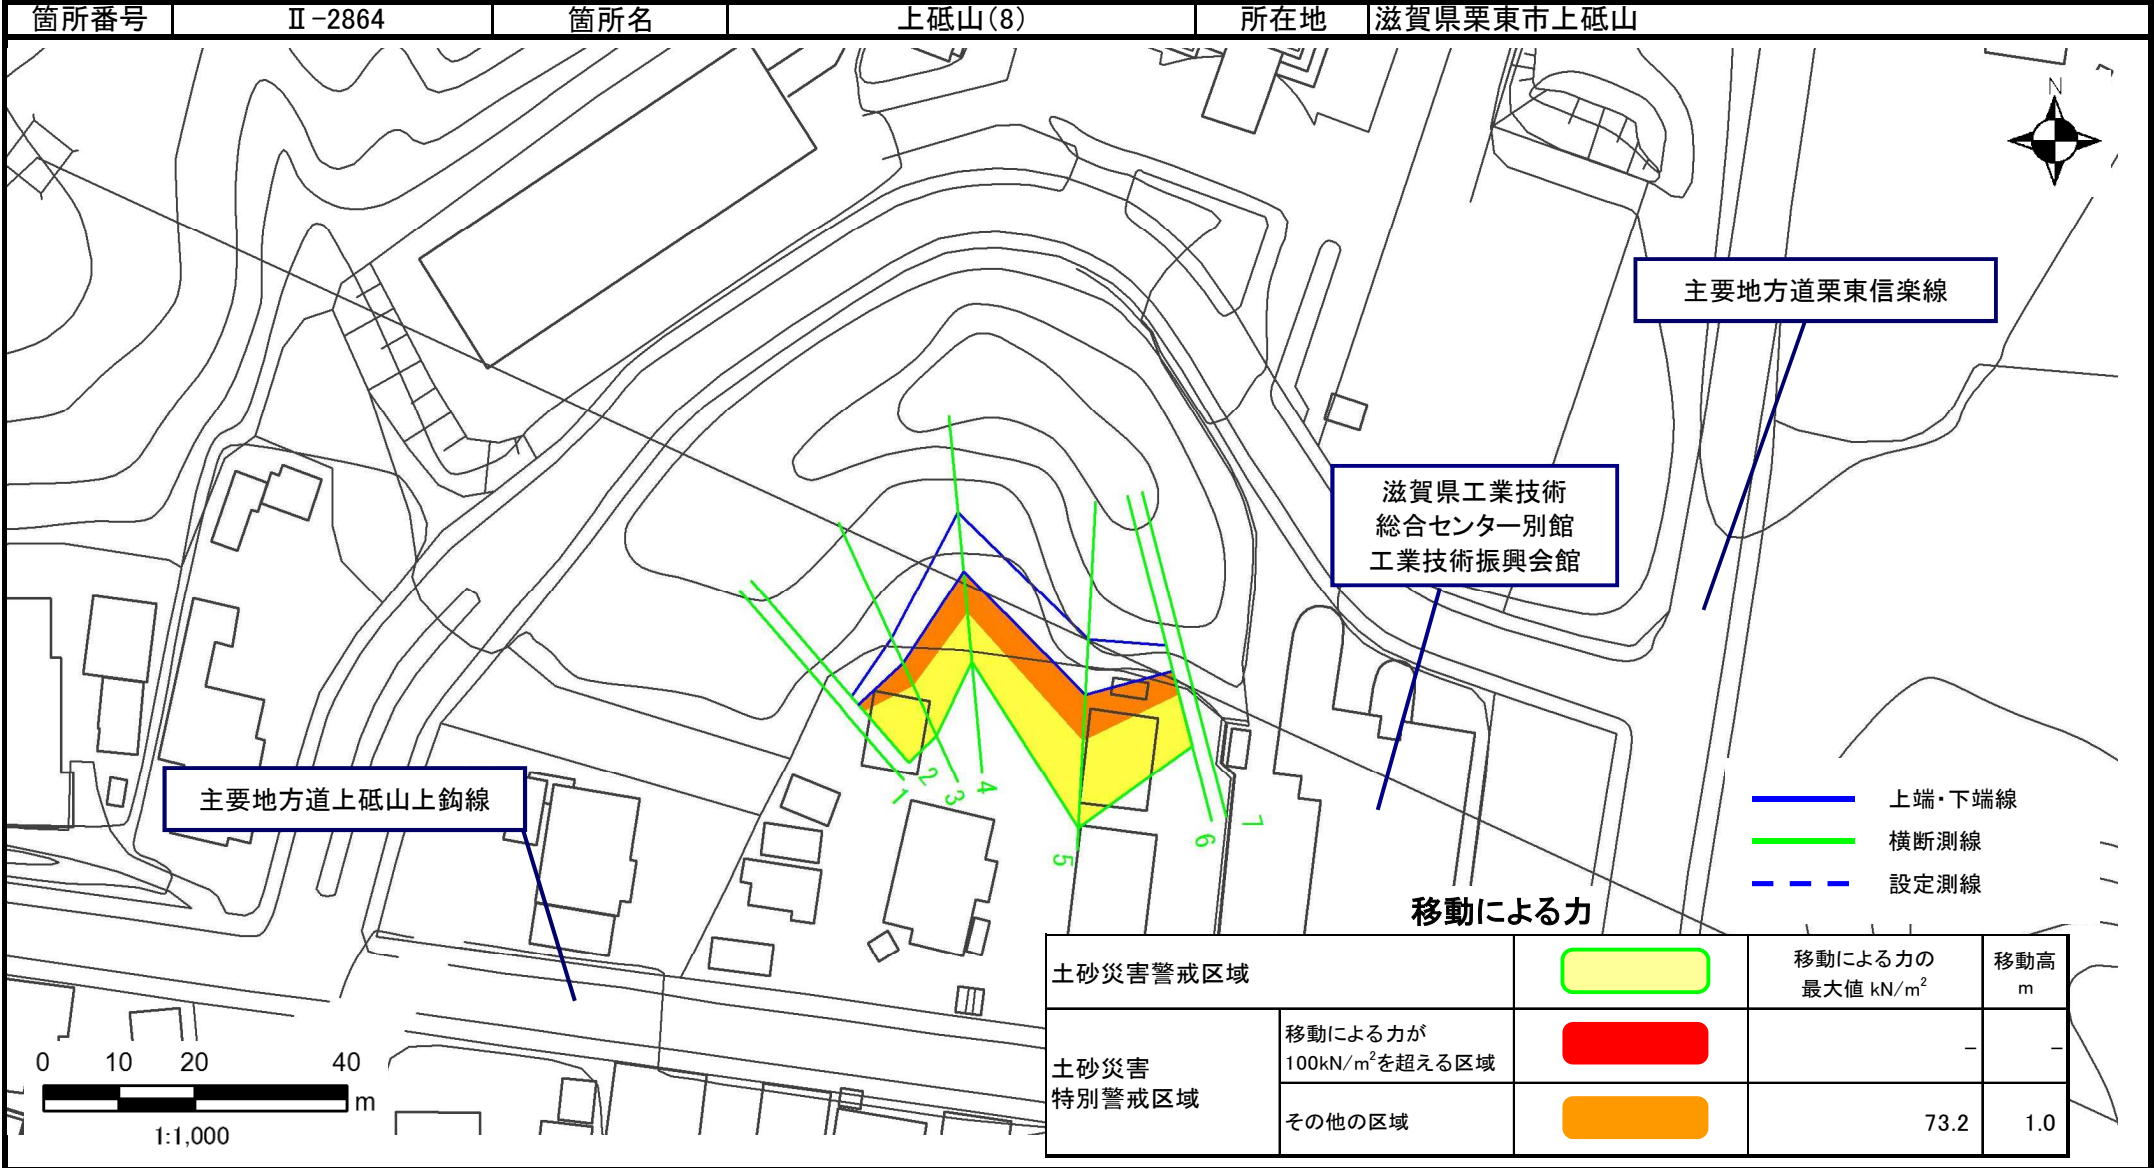 箇所番号 Ⅱ-2864 箇所名 上砥山(8) 所在地 滋賀県栗東市上砥山
N
主要地方道栗東信楽線
滋賀県工業技術
総合センター別館
工業技術振興会館
主要地方道上砥山上鈎線
1
2
3
4
5
6
7
上端・下端線
横断測線
設定測線
移動による力
土砂災害警戒区域
移動による力の
最大値 kN/m²
移動高
m
土砂災害
特別警戒区域
移動による力が
100kN/m²を超える区域
－ －
その他の区域
73.2 1.0
0 10 20 40
m
1:1,000